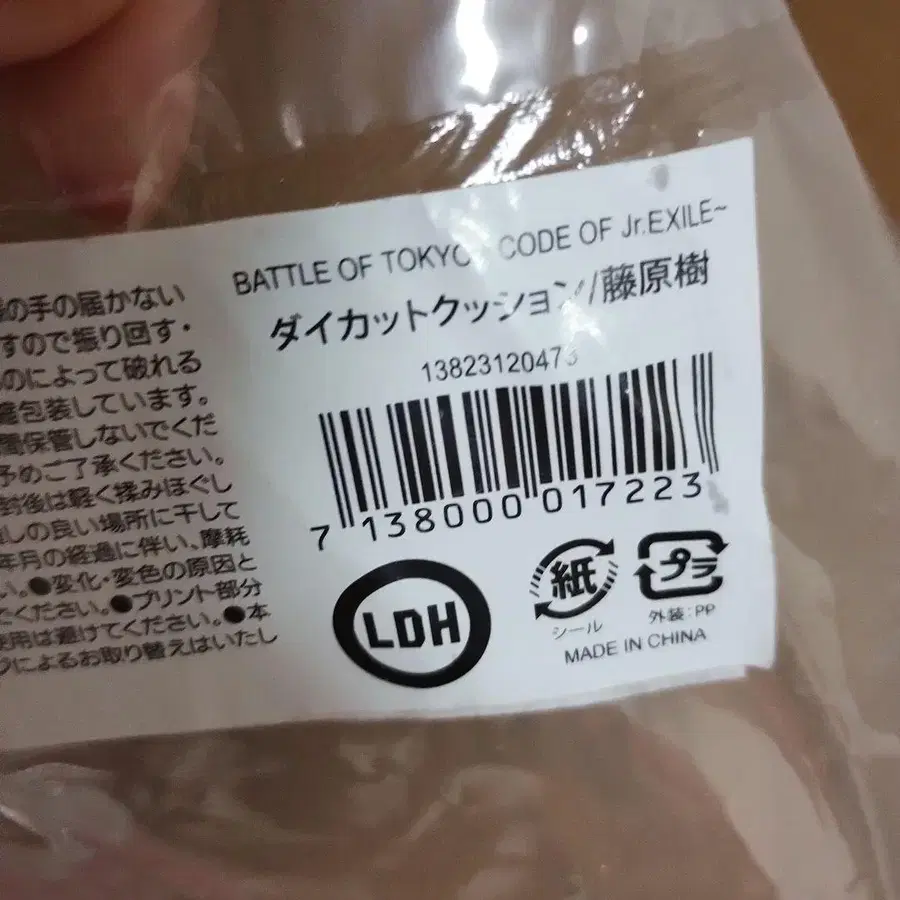 の手の届かない
すので振り回す・
のによって破れる
包装しています。
間保管しないでくだ
予めご了承ください。
封後は軽く揉みほぐし
しの良い場所に干して
年月の経過に伴い、摩耗
い。●変化・変色の原因と
ください。●プリント部分
使用は避けてください。●本
によるお取り替えはいたし
BATTLE OF TOKYO CODE OF Jr.EXILE~
ダイカットクッション/藤原樹
13823120473
7 138000 017223
LDH
紙
シール
プラ
外装:PP
MADE IN CHINA